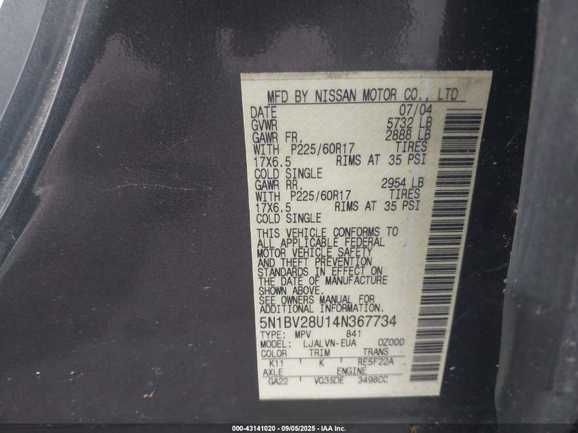 MFD BY NISSAN MOTOR CO., LTD
DATE 07/04
GVWR 5732 LB
GAWR FR. 2888 LB
WITH P225/60R17 TIRES
17X6.5 RIMS AT 35 PSI
COLD SINGLE
GAWR RR. 2954 LB
WITH P225/60R17 TIRES
17X6.5 RIMS AT 35 PSI
COLD SINGLE
THIS VEHICLE CONFORMS TO
ALL APPLICABLE FEDERAL
MOTOR VEHICLE SAFETY
AND THEFT PREVENTION
STANDARDS IN EFFECT ON
THE DATE OF MANUFACTURE
SHOWN ABOVE.
SEE OWNERS MANUAL FOR
ADDITIONAL INFORMATION.
5N1BV28U14N367734
TYPE: MPV 841
MODEL: LJALVN-EUA 0Z000
COLOR TRIM TRANS
K11 K RE5F22A
AXLE ENGINE
GA22 VQ35DE 3498CC
000-43141020 - 09/05/2025 - IAAI.com